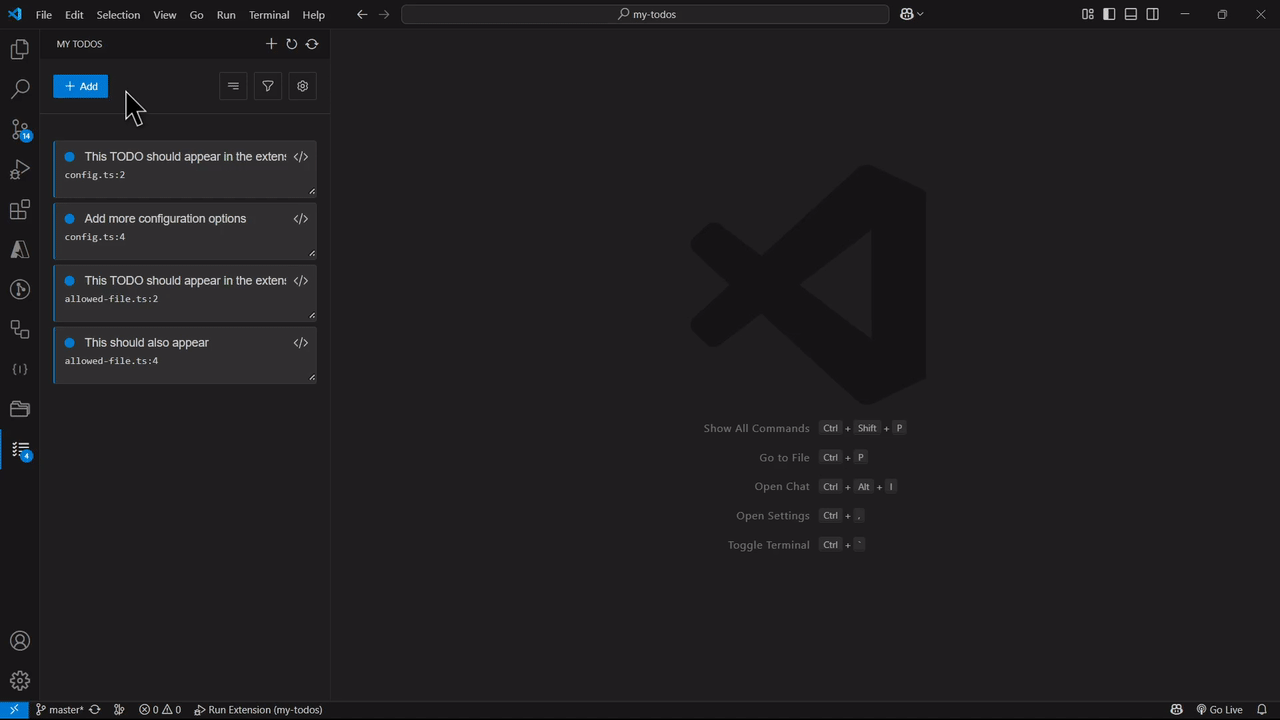 File Edit Selection View Go Run Terminal Help
my-todos
MY TODOS
Add
This TODO should appear in the extens
config.ts:2
Add more configuration options
config.ts:4
This TODO should appear in the extens
allowed-file.ts:2
This should also appear
allowed-file.ts:4
14
4
Show All Commands Ctrl + Shift + P
Go to File Ctrl + P
Open Chat Ctrl + Alt + I
Open Settings Ctrl + ,
Toggle Terminal Ctrl + `
master* 0 0 Run Extension (my-todos) Go Live